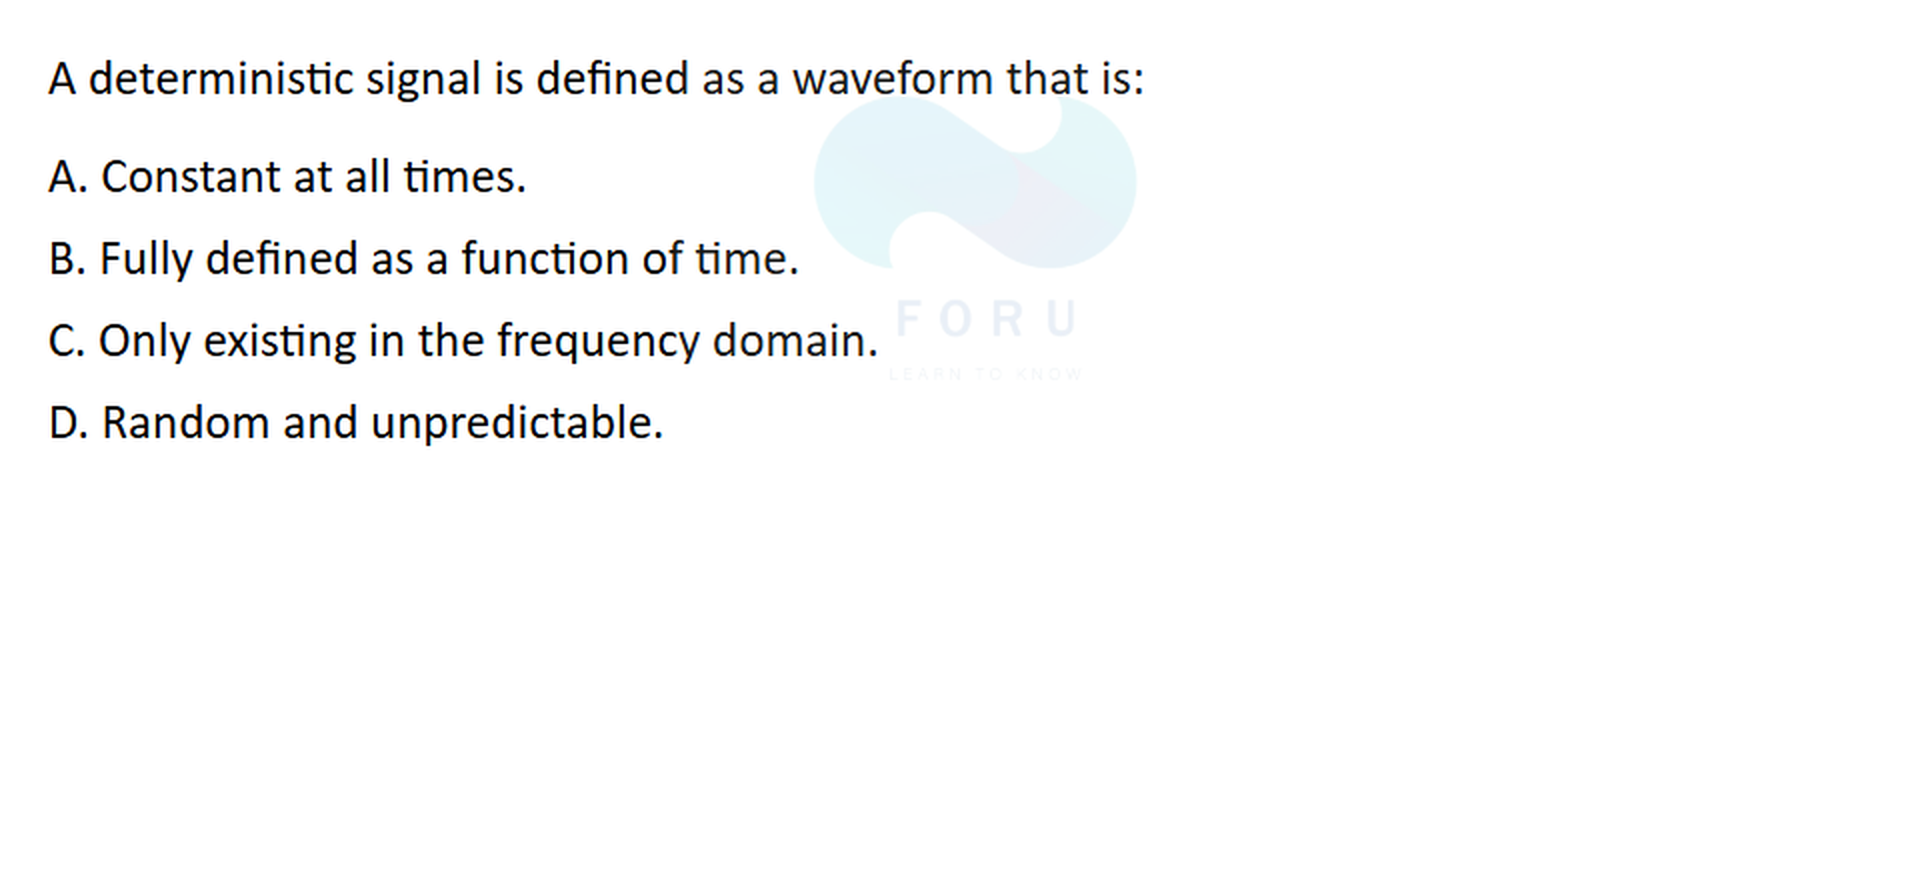 A deterministic signal is defined as a waveform that is:
A. Constant at all times.
B. Fully defined as a function of time.
C. Only existing in the frequency domain.
FORU
LEARN TO KNOW
D. Random and unpredictable.